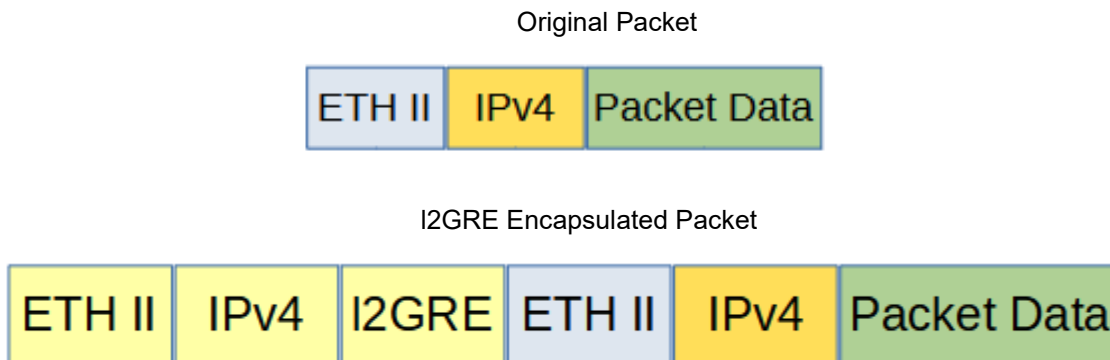 Original Packet
ETH II IPv4 Packet Data
l2GRE Encapsulated Packet
ETH II IPv4 l2GRE ETH II IPv4 Packet Data